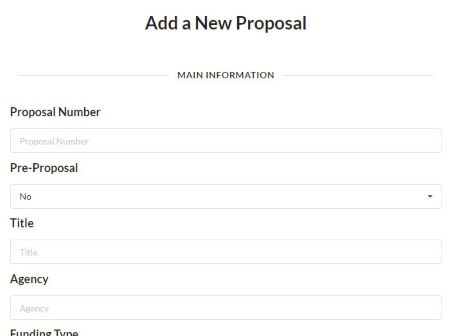 Add a New Proposal
MAIN INFORMATION
Proposal Number
Proposal Number
Pre-Proposal
No
Title
Title
Agency
Agency
Funding Type